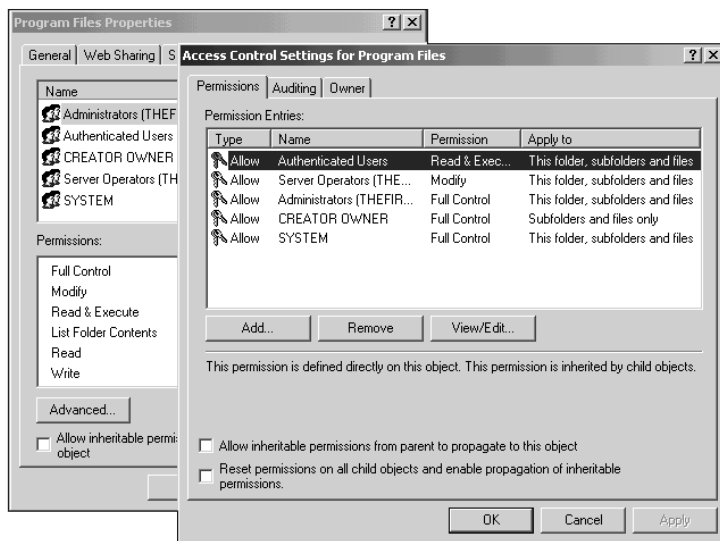 Program Files Properties
General Web Sharing S
Name
Administrators (THEF
Authenticated Users
CREATOR OWNER
Server Operators (TH
SYSTEM
Permissions:
Full Control
Modify
Read & Execute
List Folder Contents
Read
Write
Advanced...
Allow inheritable permis
object
Access Control Settings for Program Files
Permissions Auditing Owner
Permission Entries:
Type Name Permission Apply to
Allow Authenticated Users Read & Exec... This folder, subfolders and files
Allow Server Operators (THE... Modify This folder, subfolders and files
Allow Administrators (THEFIR... Full Control This folder, subfolders and files
Allow CREATOR OWNER Full Control Subfolders and files only
Allow SYSTEM Full Control This folder, subfolders and files
Add... Remove View/Edit...
This permission is defined directly on this object. This permission is inherited by child objects.
Allow inheritable permissions from parent to propagate to this object
Reset permissions on all child objects and enable propagation of inheritable
permissions.
OK Cancel Apply